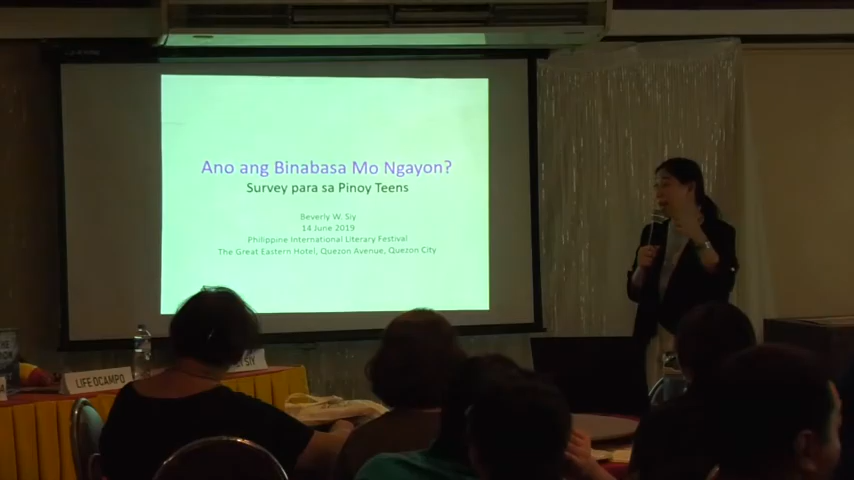 Ano ang Binabasa Mo Ngayon?
Survey para sa Pinoy Teens
Beverly W. Siy
14 June 2019
Philippine International Literary Festival
The Great Eastern Hotel, Quezon Avenue, Quezon City
LIFE OCAMPO
SIY